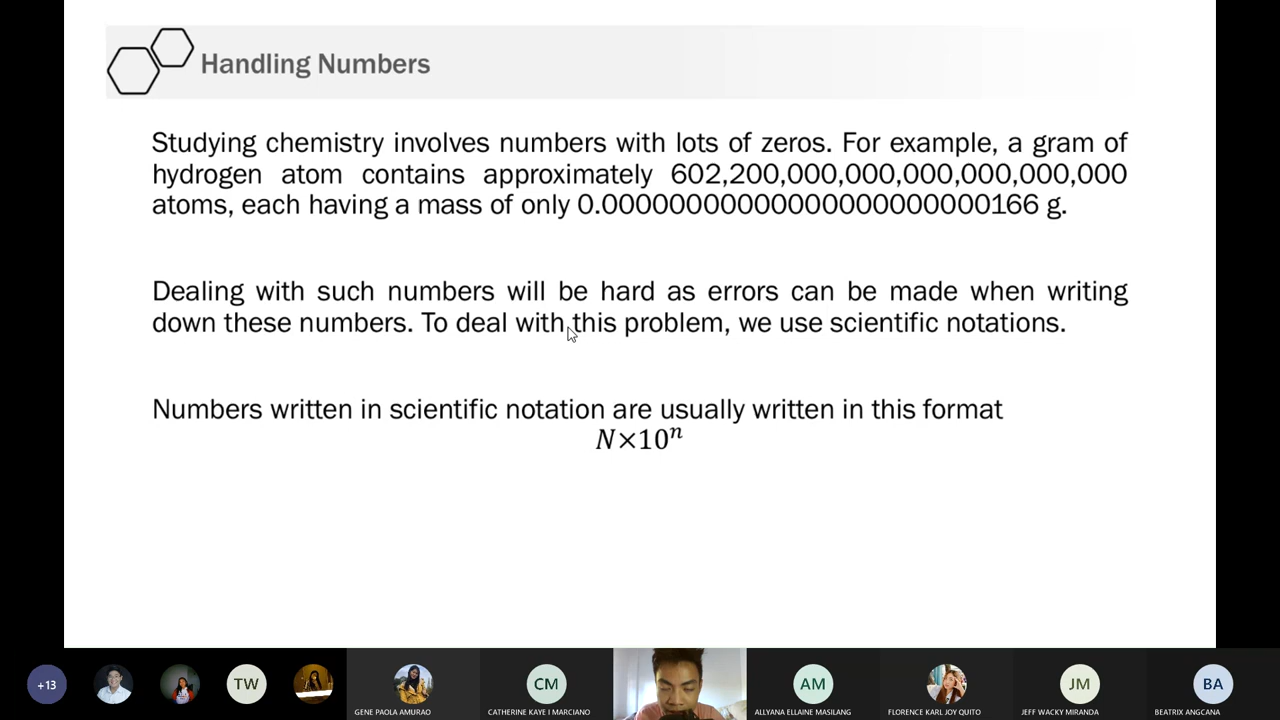 Handling Numbers
Studying chemistry involves numbers with lots of zeros. For example, a gram of
hydrogen atom contains approximately 602,200,000,000,000,000,000,000
atoms, each having a mass of only 0.00000000000000000000000166 g.
Dealing with such numbers will be hard as errors can be made when writing
down these numbers. To deal with this problem, we use scientific notations.
Numbers written in scientific notation are usually written in this format
N×10ⁿ
+13
TW
CM
AM
JM
BA
GENE PAOLA AMURAO
CATHERINE KAYE I MARCIANO
ALLYANA ELLAINE MASILANG
FLORENCE KARL JOY QUITO
JEFF WACKY MIRANDA
BEATRIX ANGCANA